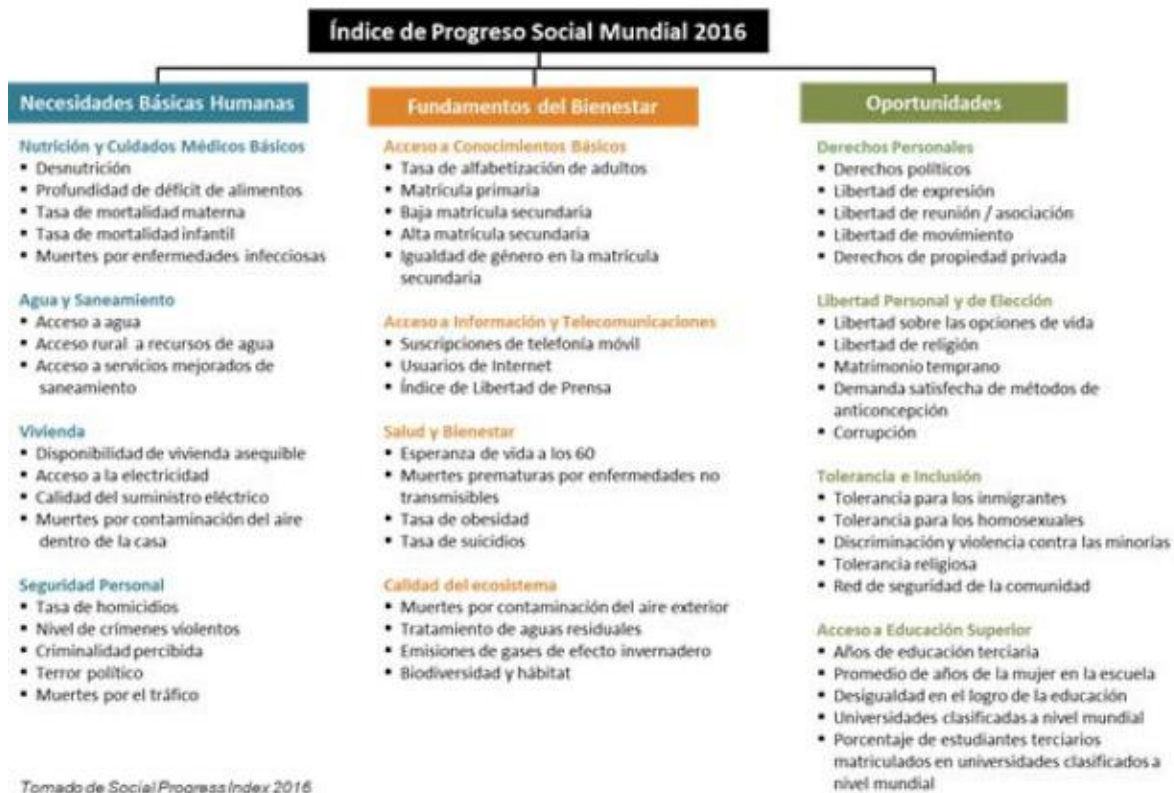 Índice de Progreso Social Mundial 2016
Necesidades Básicas Humanas
Nutrición y Cuidados Médicos Básicos
▪ Desnutrición
▪ Profundidad de déficit de alimentos
▪ Tasa de mortalidad materna
▪ Tasa de mortalidad infantil
▪ Muertes por enfermedades infecciosas
Agua y Saneamiento
▪ Acceso a agua
▪ Acceso rural a recursos de agua
▪ Acceso a servicios mejorados de
saneamiento
Vivienda
▪ Disponibilidad de vivienda asequible
▪ Acceso a la electricidad
▪ Calidad del suministro eléctrico
▪ Muertes por contaminación del aire
dentro de la casa
Seguridad Personal
▪ Tasa de homicidios
▪ Nivel de crímenes violentos
▪ Criminalidad percibida
▪ Terror político
▪ Muertes por el tráfico
Fundamentos del Bienestar
Acceso a Conocimientos Básicos
▪ Tasa de alfabetización de adultos
▪ Matrícula primaria
▪ Baja matrícula secundaria
▪ Alta matrícula secundaria
▪ Igualdad de género en la matrícula
secundaria
Acceso a Información y Telecomunicaciones
▪ Suscripciones de telefonía móvil
▪ Usuarios de Internet
▪ Índice de Libertad de Prensa
Salud y Bienestar
▪ Esperanza de vida a los 60
▪ Muertes prematuras por enfermedades no
transmisibles
▪ Tasa de obesidad
▪ Tasa de suicidios
Calidad del ecosistema
▪ Muertes por contaminación del aire exterior
▪ Tratamiento de aguas residuales
▪ Emisiones de gases de efecto invernadero
▪ Biodiversidad y hábitat
Oportunidades
Derechos Personales
▪ Derechos políticos
▪ Libertad de expresión
▪ Libertad de reunión / asociación
▪ Libertad de movimiento
▪ Derechos de propiedad privada
Libertad Personal y de Elección
▪ Libertad sobre las opciones de vida
▪ Libertad de religión
▪ Matrimonio temprano
▪ Demanda satisfecha de métodos de
anticoncepción
▪ Corrupción
Tolerancia e Inclusión
▪ Tolerancia para los inmigrantes
▪ Tolerancia para los homosexuales
▪ Discriminación y violencia contra las minorías
▪ Tolerancia religiosa
▪ Red de seguridad de la comunidad
Acceso a Educación Superior
▪ Años de educación terciaria
▪ Promedio de años de la mujer en la escuela
▪ Desigualdad en el logro de la educación
▪ Universidades clasificadas a nivel mundial
▪ Porcentaje de estudiantes terciarios
matriculados en universidades clasificados a
nivel mundial
Tomado de Social Progress Index 2016